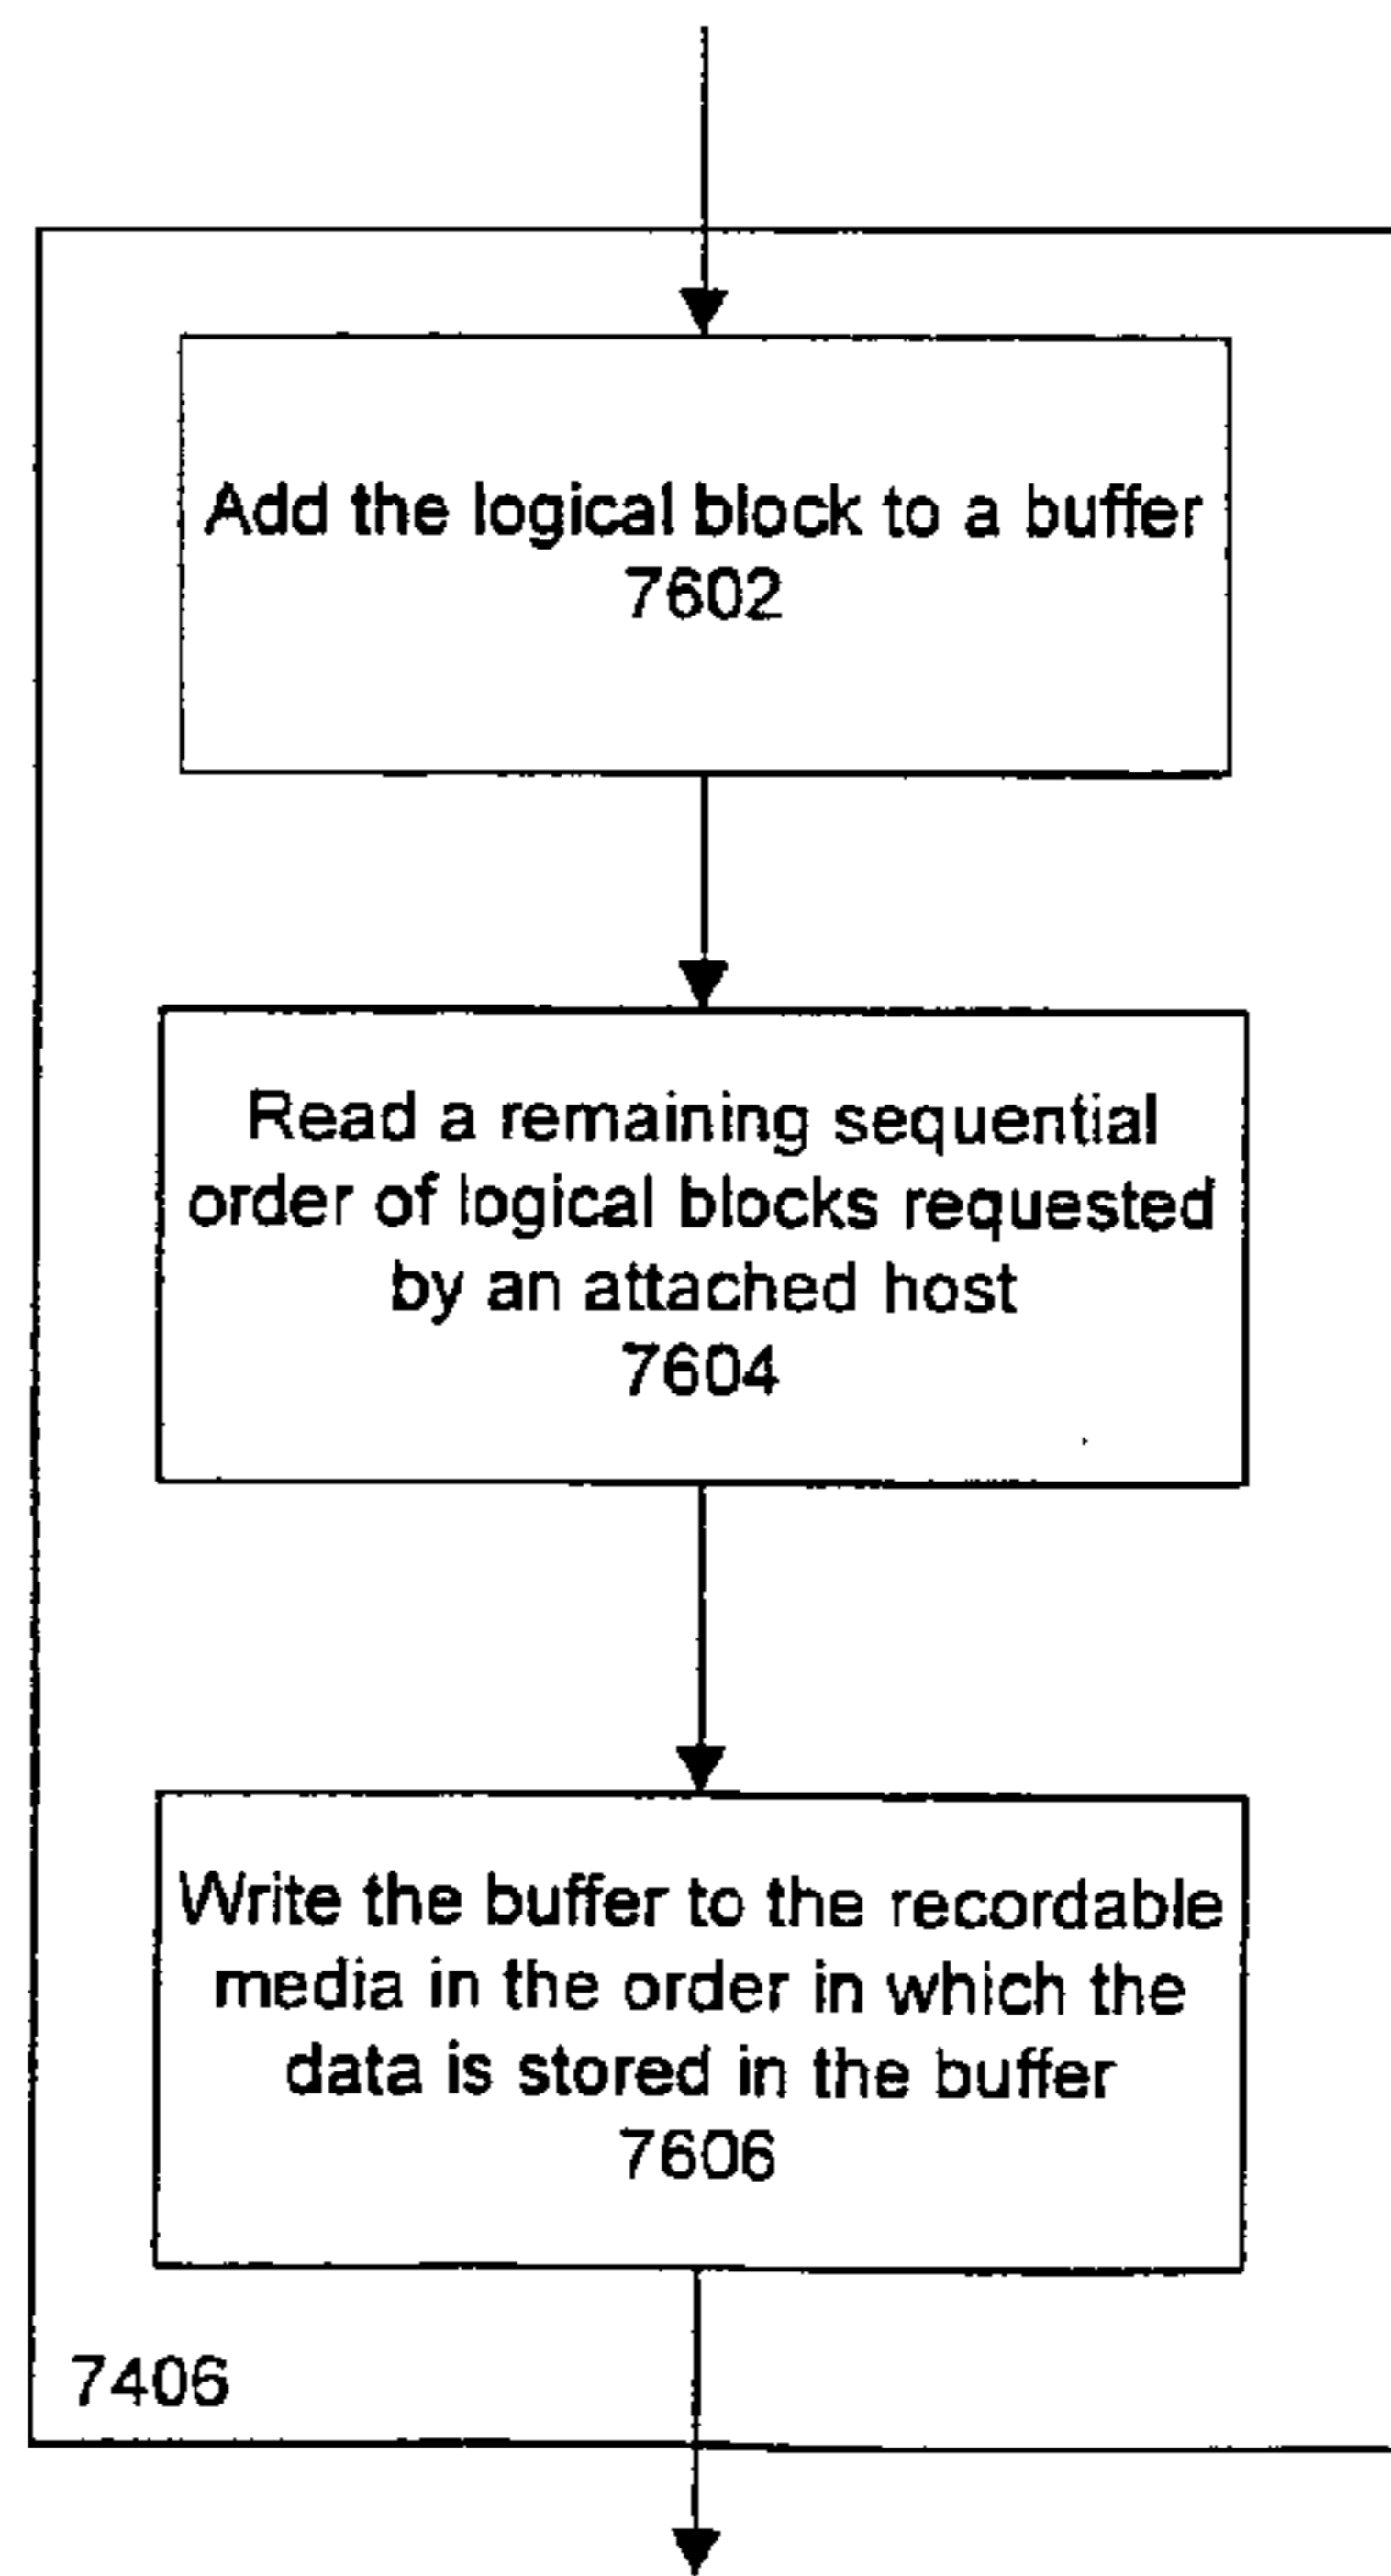 Add the logical block to a buffer
7602
Read a remaining sequential
order of logical blocks requested
by an attached host
7604
Write the buffer to the recordable
media in the order in which the
data is stored in the buffer
7606
7406